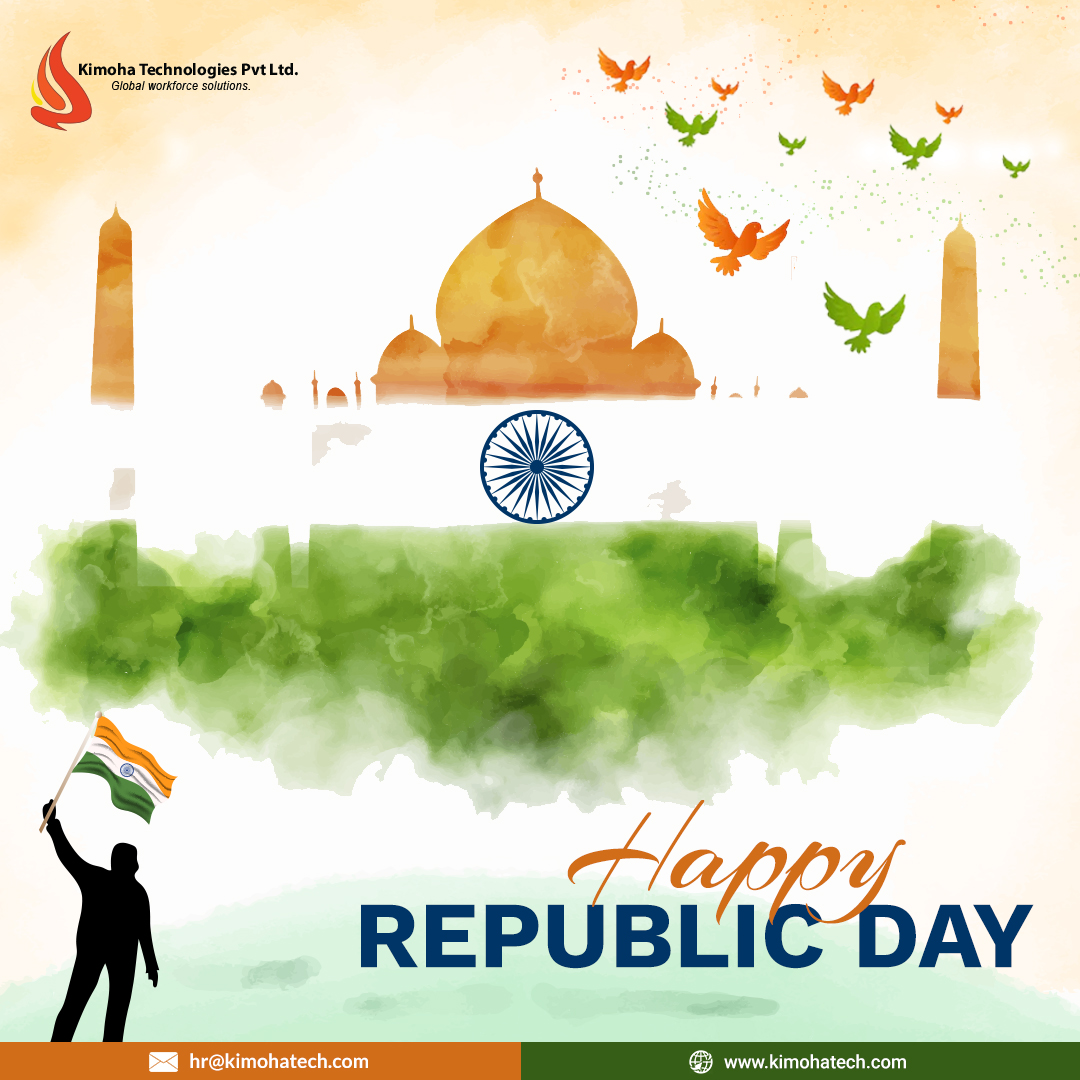 Kimoha Technologies Pvt Ltd.
Global workforce solutions.
Happy
REPUBLIC DAY
hr@kimohatech.com
www.kimohatech.com